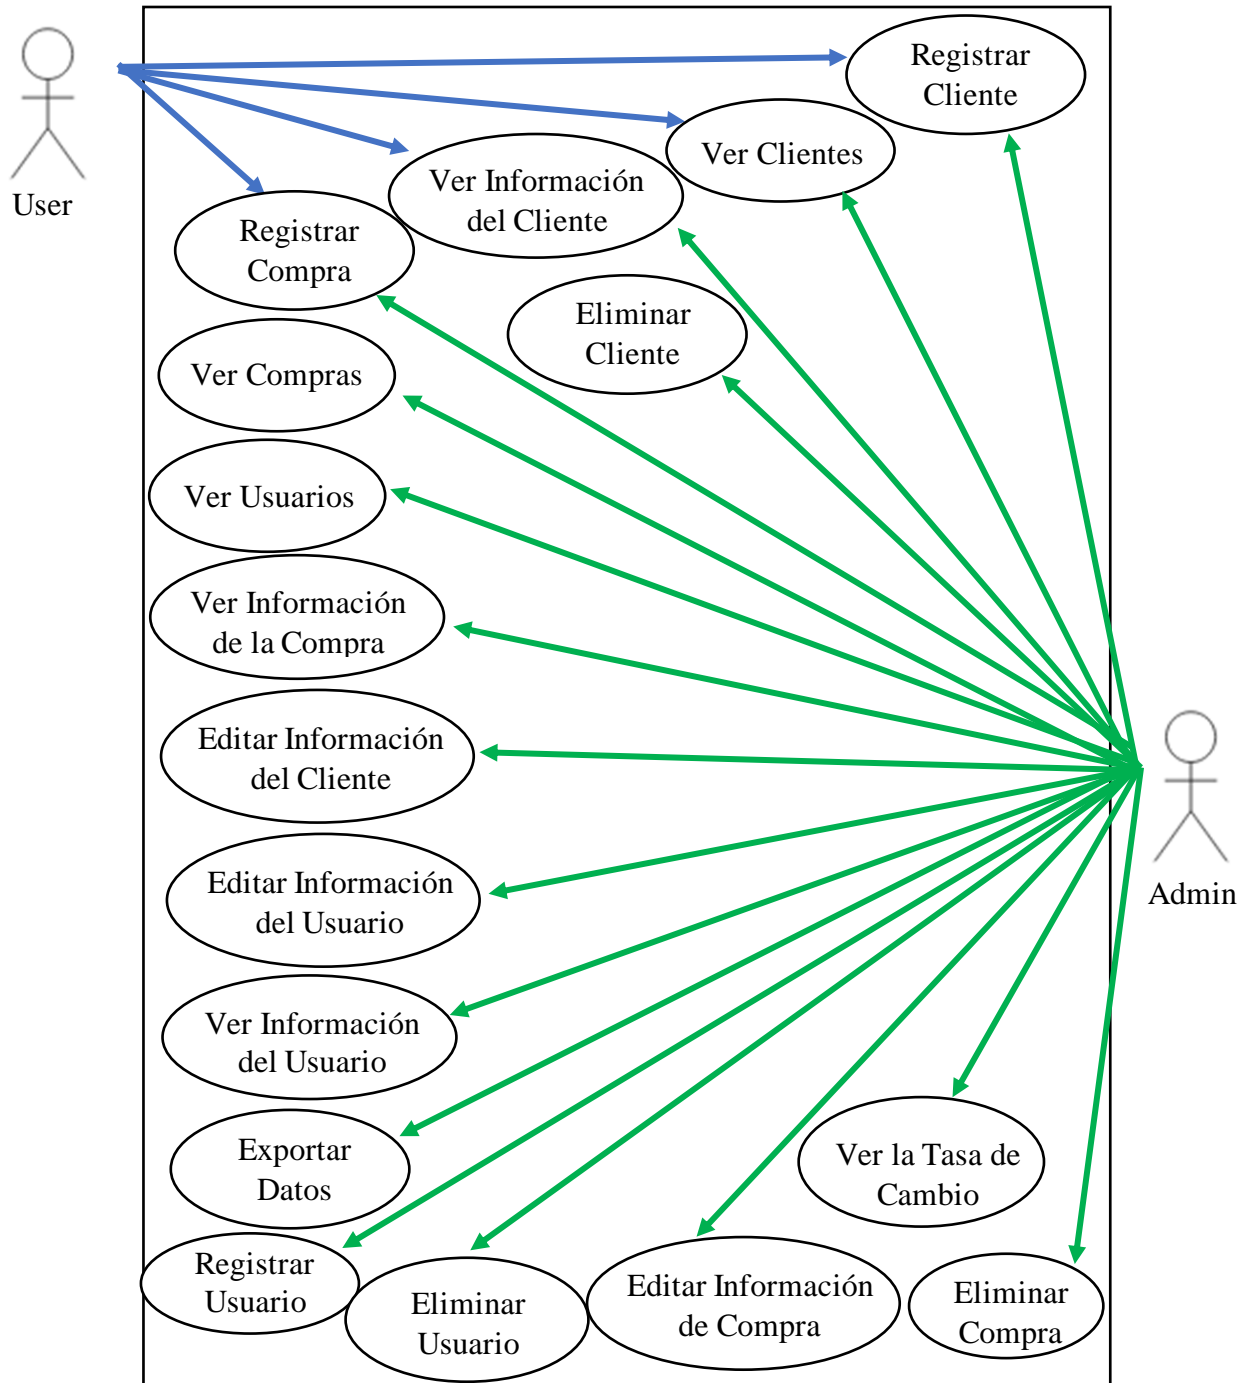 Registrar
Cliente
Ver Clientes
Ver Información
del Cliente
User
Registrar
Compra
Eliminar
Cliente
Ver Compras
Ver Usuarios
Ver Información
de la Compra
Editar Información
del Cliente
Editar Información
del Usuario
Admin
Ver Información
del Usuario
Exportar
Datos
Ver la Tasa de
Cambio
Registrar
Usuario
Eliminar
Usuario
Editar Información
de Compra
Eliminar
Compra